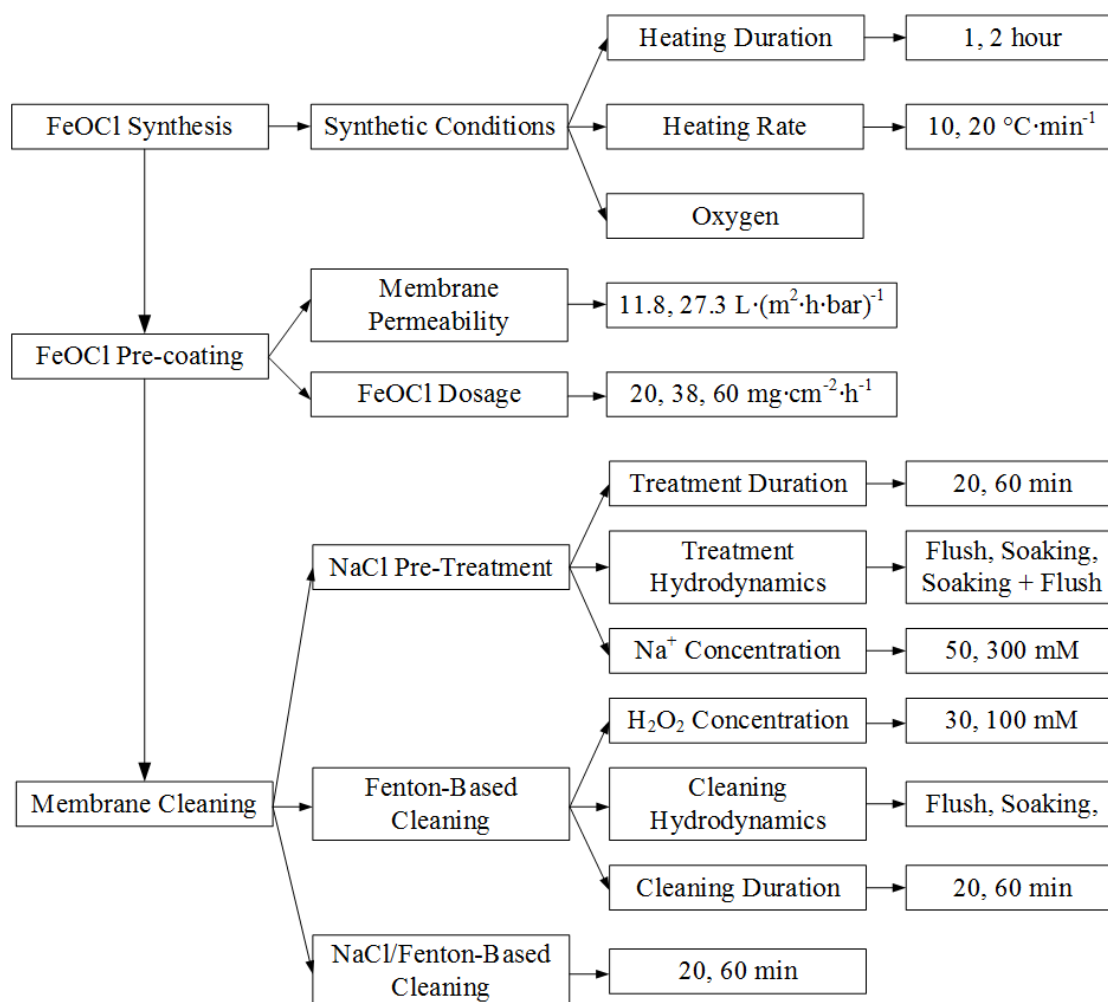 Heating Duration
1, 2 hour
FeOCl Synthesis
Synthetic Conditions
Heating Rate
10, 20 °C·min⁻¹
Oxygen
Membrane
Permeability
11.8, 27.3 L·(m²·h·bar)⁻¹
FeOCl Pre-coating
FeOCl Dosage
20, 38, 60 mg·cm⁻²·h⁻¹
Treatment Duration
20, 60 min
NaCl Pre-Treatment
Treatment
Hydrodynamics
Flush, Soaking,
Soaking + Flush
Na⁺ Concentration
50, 300 mM
H₂O₂ Concentration
30, 100 mM
Membrane Cleaning
Fenton-Based
Cleaning
Cleaning
Hydrodynamics
Flush, Soaking,
Cleaning Duration
20, 60 min
NaCl/Fenton-Based
Cleaning
20, 60 min